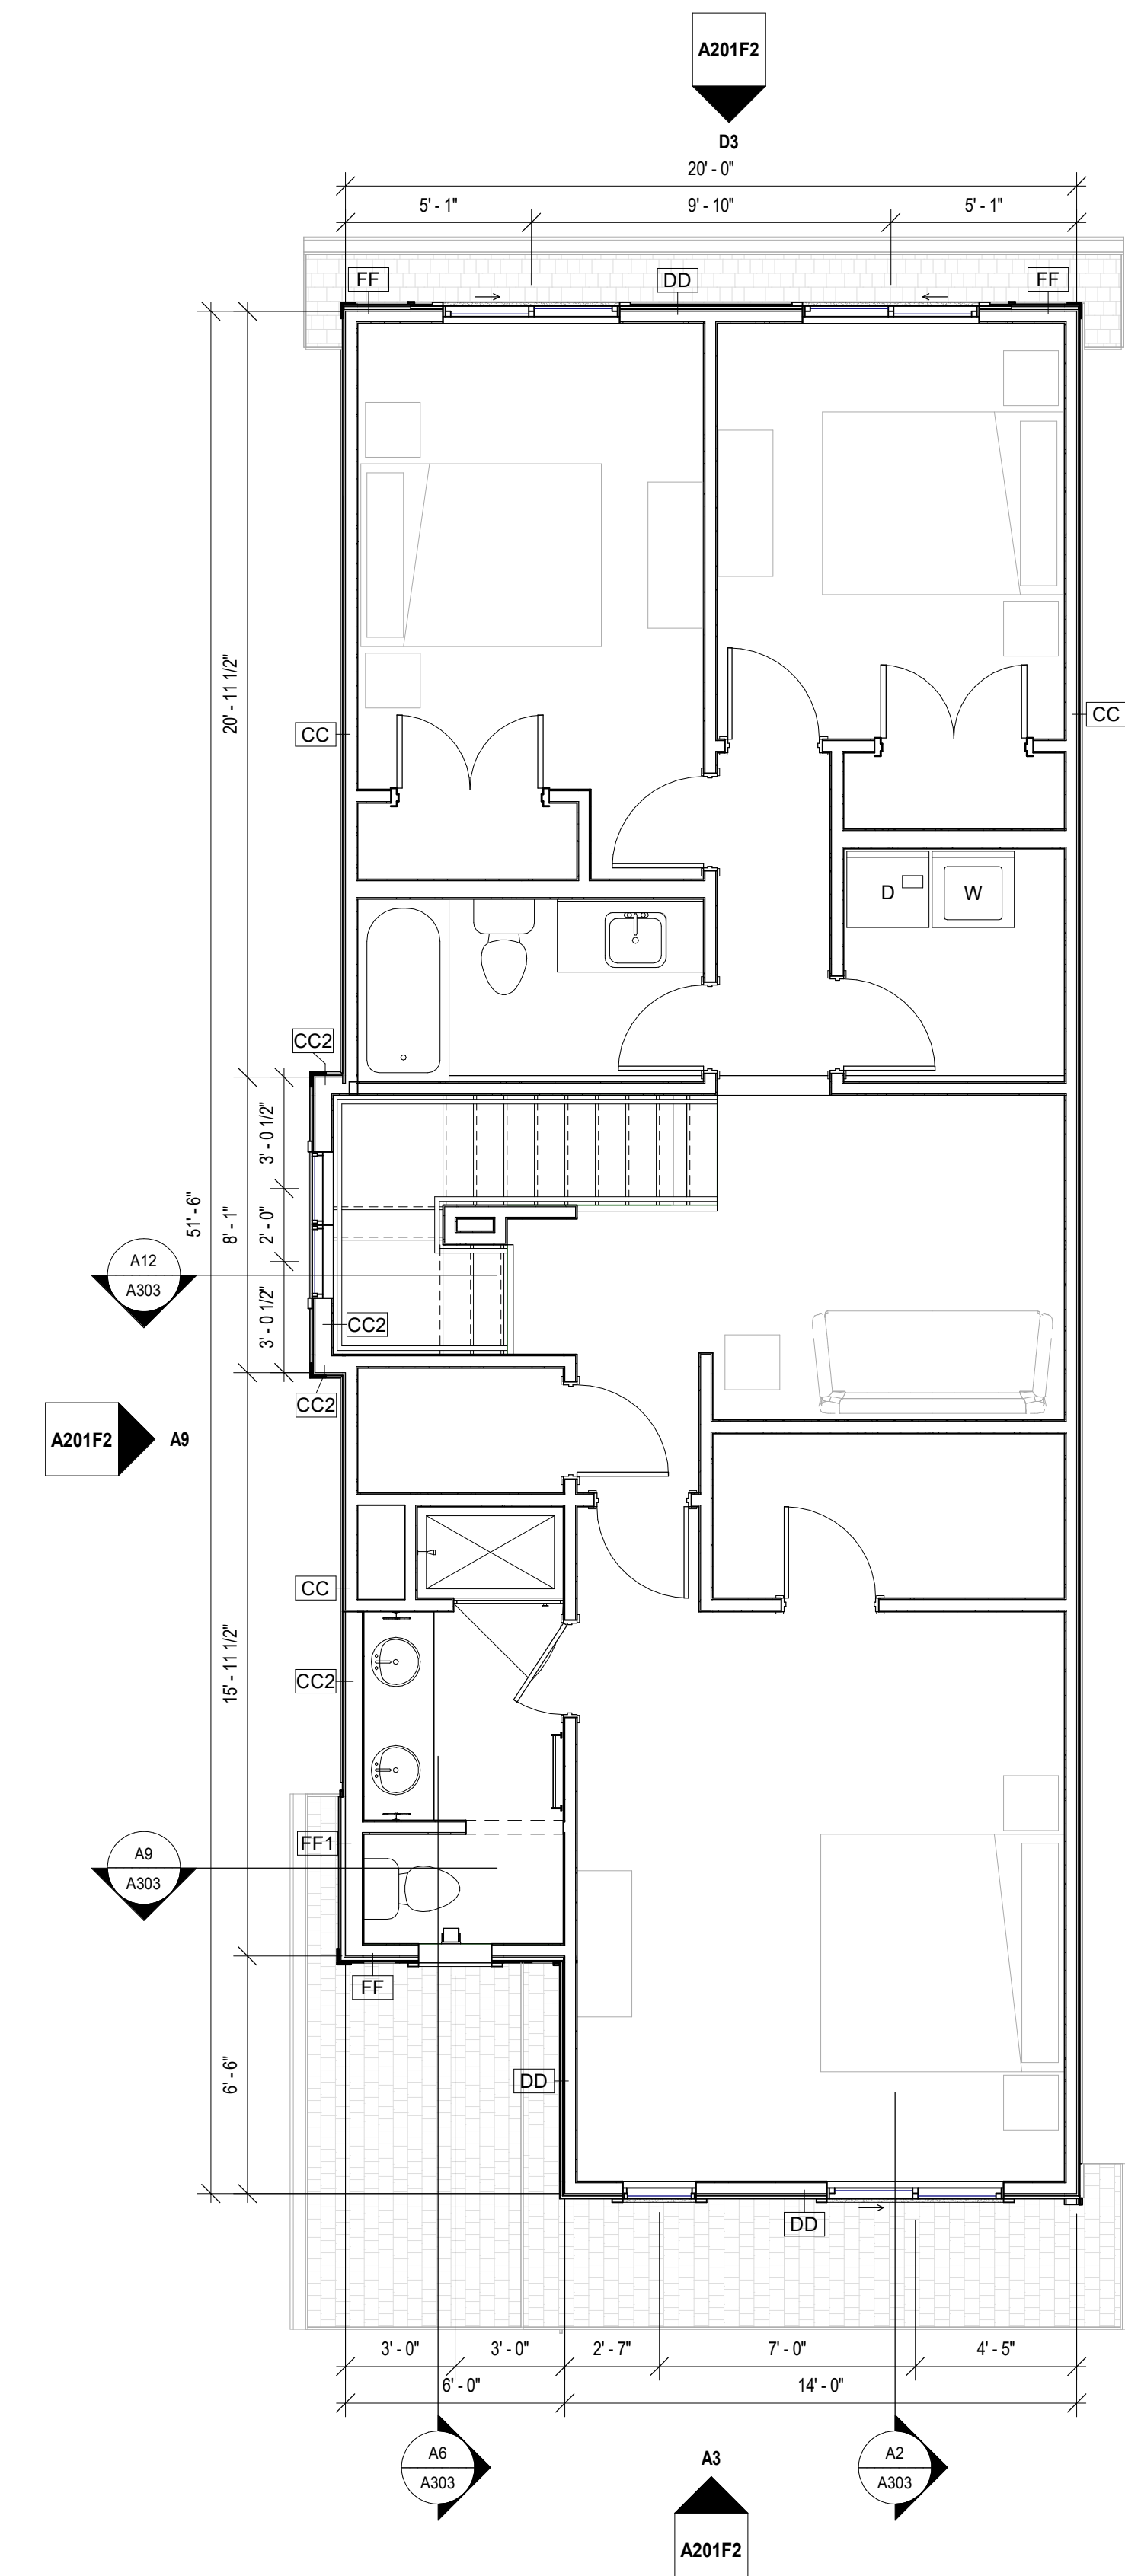 A201F2
D3
20' - 0"
5' - 1"
9' - 10"
5' - 1"
FF
DD
FF
20' - 11 1/2"
CC
CC
D
W
CC2
3' - 0 1/2"
51' - 6"
8' - 1"
2' - 0"
A12
A303
3' - 0 1/2"
CC2
CC2
A201F2
A9
CC
15' - 11 1/2"
CC2
FF1
A9
A303
FF
6' - 6"
DD
DD
3' - 0"
3' - 0"
2' - 7"
7' - 0"
4' - 5"
6' - 0"
14' - 0"
A6
A303
A3
A2
A303
A201F2